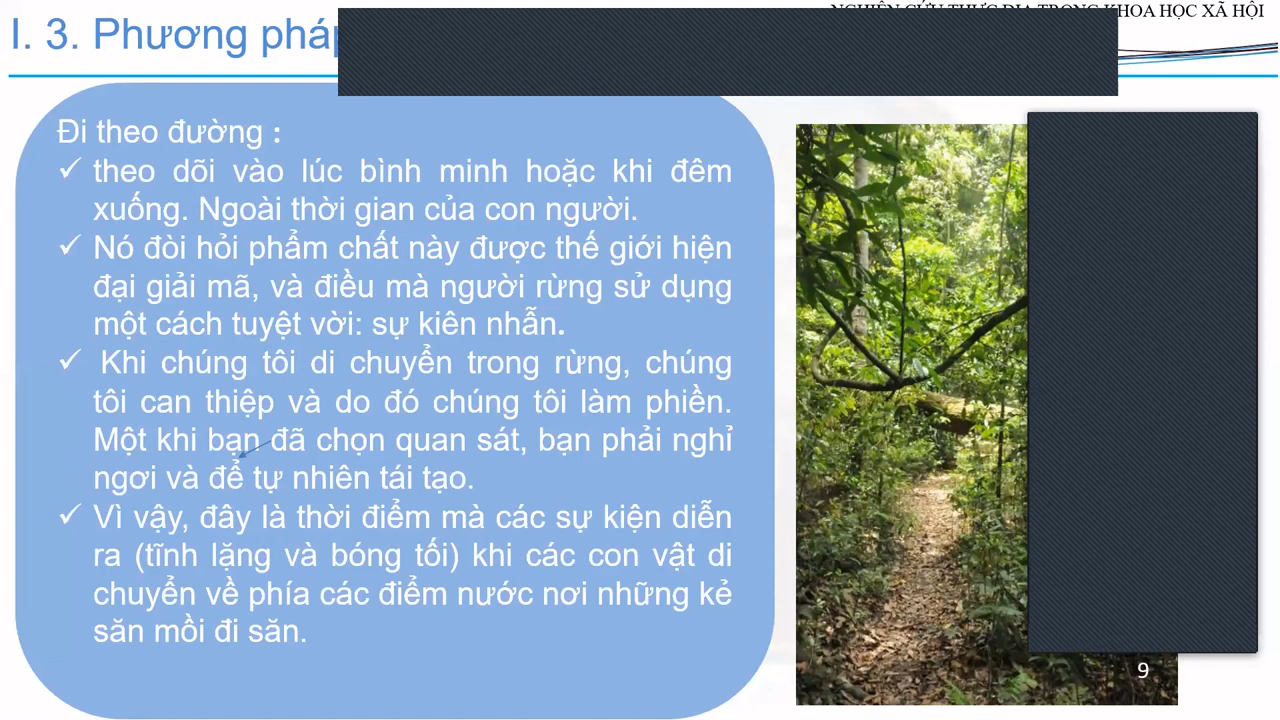 NGHIÊN CỨU THỰC ĐỊA TRONG KHOA HỌC XÃ HỘI
I. 3. Phương pháp
Đi theo đường :
✓ theo dõi vào lúc bình minh hoặc khi đêm
xuống. Ngoài thời gian của con người.
✓ Nó đòi hỏi phẩm chất này được thế giới hiện
đại giải mã, và điều mà người rừng sử dụng
một cách tuyệt vời: sự kiên nhẫn.
✓ Khi chúng tôi di chuyển trong rừng, chúng
tôi can thiệp và do đó chúng tôi làm phiền.
Một khi bạn đã chọn quan sát, bạn phải nghỉ
ngơi và để tự nhiên tái tạo.
✓ Vì vậy, đây là thời điểm mà các sự kiện diễn
ra (tĩnh lặng và bóng tối) khi các con vật di
chuyển về phía các điểm nước nơi những kẻ
săn mồi đi săn.
9